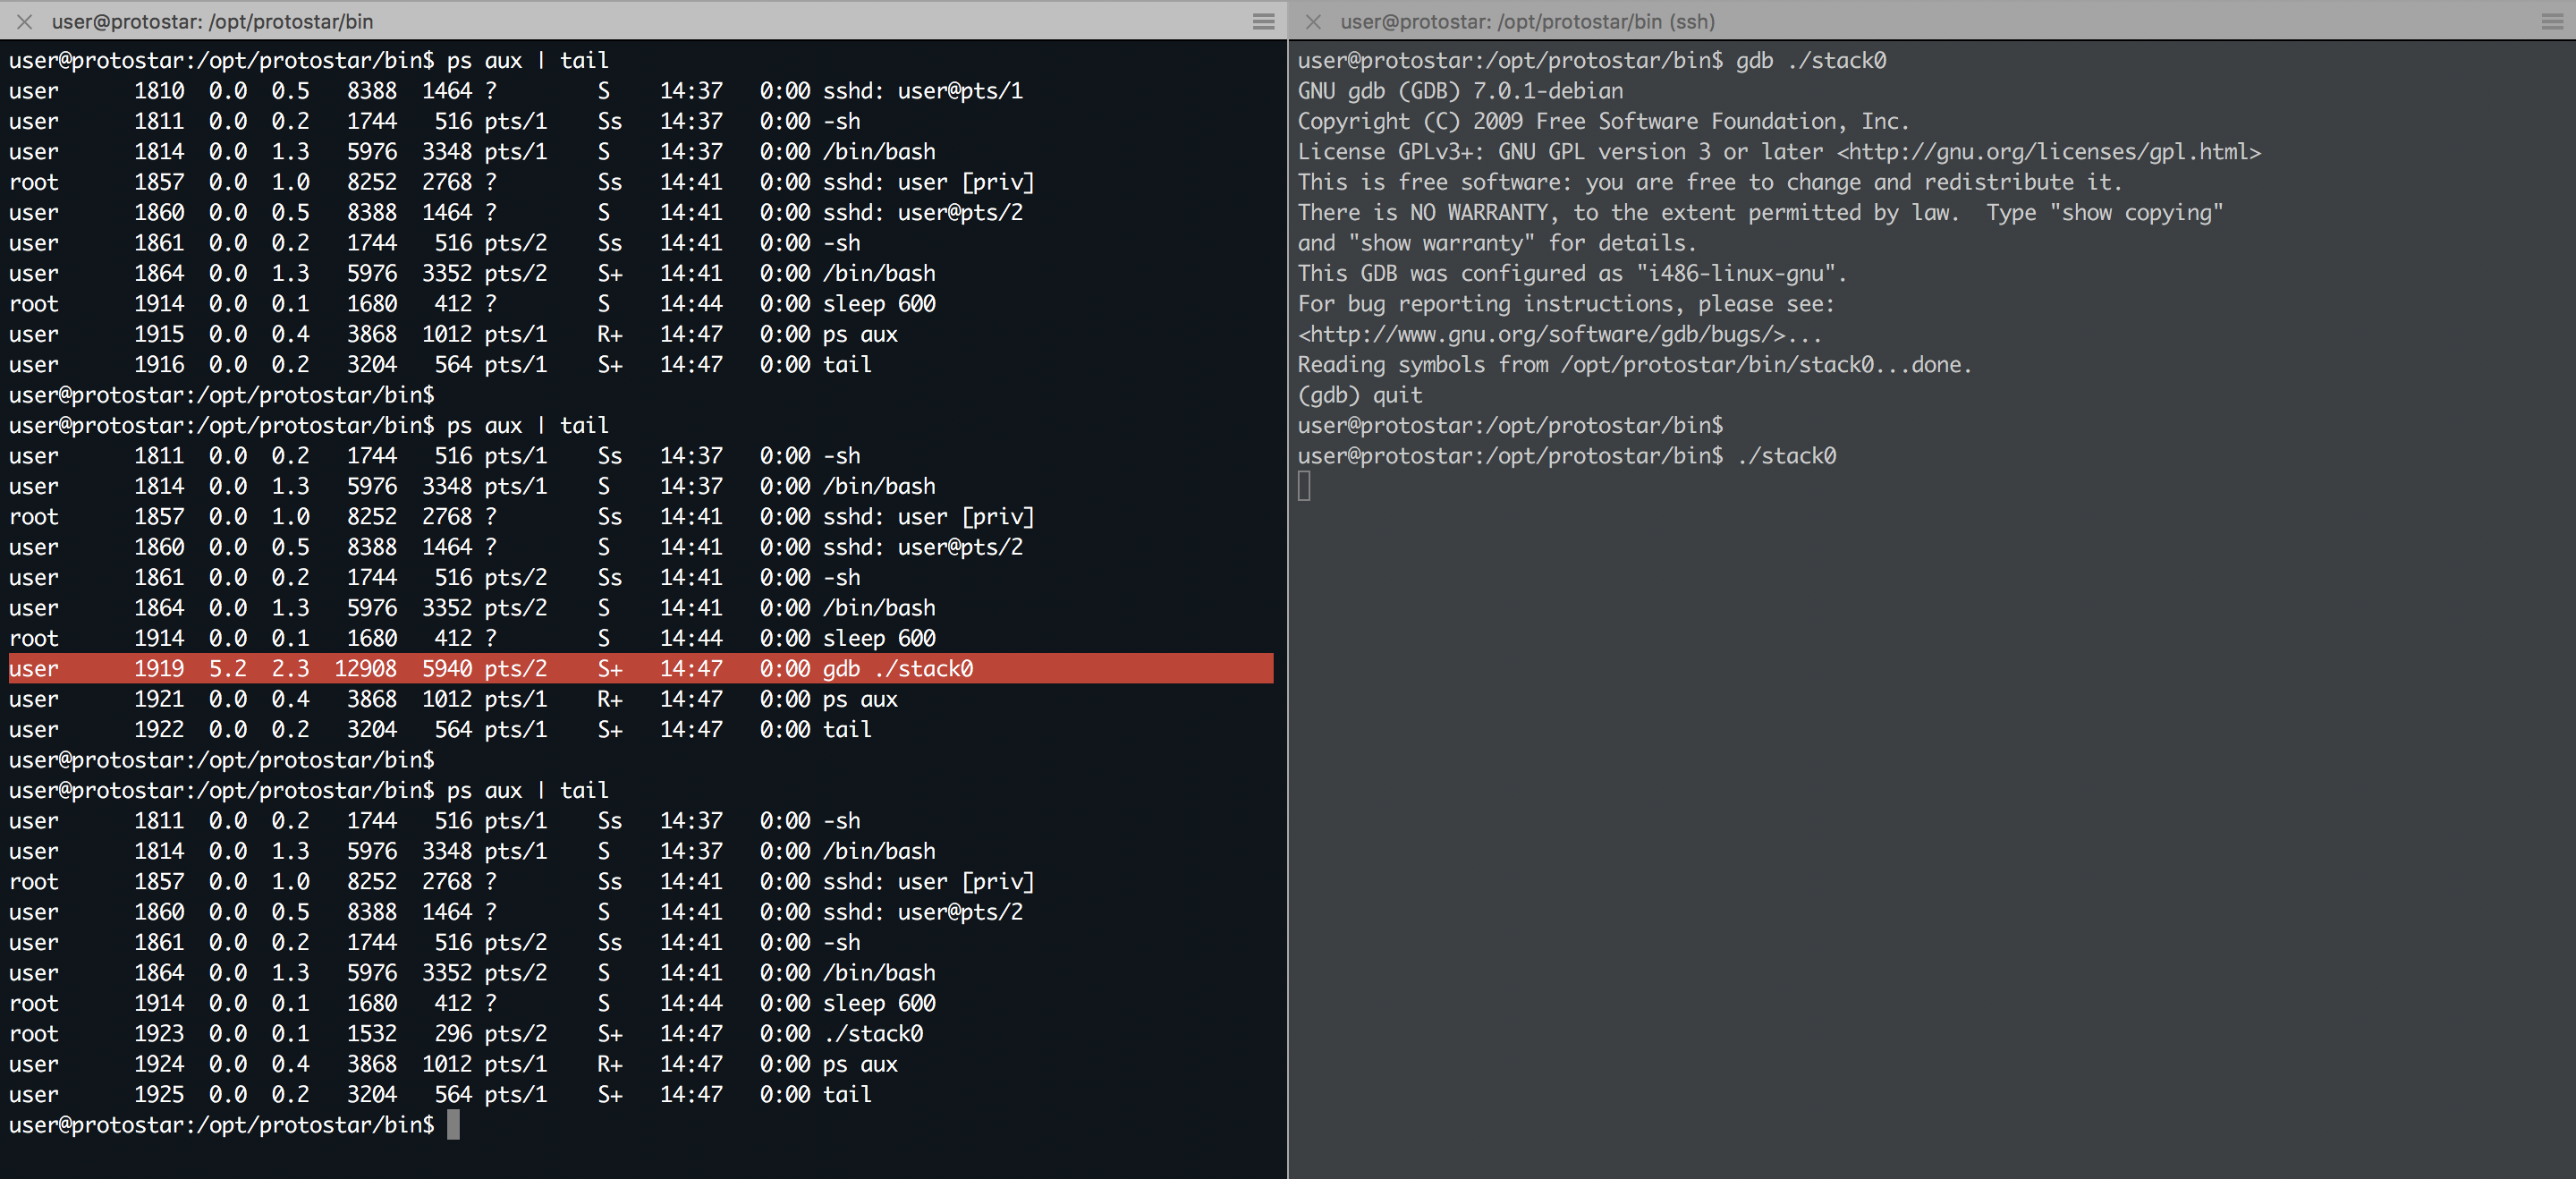 user@protostar: /opt/protostar/bin
user@protostar:/opt/protostar/bin$ ps aux | tail
user      1810  0.0  0.5   8388  1464 ?        S    14:37   0:00 sshd: user@pts/1
user      1811  0.0  0.2   1744   516 pts/1    Ss   14:37   0:00 -sh
user      1814  0.0  1.3   5976  3348 pts/1    S    14:37   0:00 /bin/bash
root      1857  0.0  1.0   8252  2768 ?        Ss   14:41   0:00 sshd: user [priv]
user      1860  0.0  0.5   8388  1464 ?        S    14:41   0:00 sshd: user@pts/2
user      1861  0.0  0.2   1744   516 pts/2    Ss   14:41   0:00 -sh
user      1864  0.0  1.3   5976  3352 pts/2    S+   14:41   0:00 /bin/bash
root      1914  0.0  0.1   1680   412 ?        S    14:44   0:00 sleep 600
user      1915  0.0  0.4   3868  1012 pts/1    R+   14:47   0:00 ps aux
user      1916  0.0  0.2   3204   564 pts/1    S+   14:47   0:00 tail
user@protostar:/opt/protostar/bin$
user@protostar:/opt/protostar/bin$ ps aux | tail
user      1811  0.0  0.2   1744   516 pts/1    Ss   14:37   0:00 -sh
user      1814  0.0  1.3   5976  3348 pts/1    S    14:37   0:00 /bin/bash
root      1857  0.0  1.0   8252  2768 ?        Ss   14:41   0:00 sshd: user [priv]
user      1860  0.0  0.5   8388  1464 ?        S    14:41   0:00 sshd: user@pts/2
user      1861  0.0  0.2   1744   516 pts/2    Ss   14:41   0:00 -sh
user      1864  0.0  1.3   5976  3352 pts/2    S    14:41   0:00 /bin/bash
root      1914  0.0  0.1   1680   412 ?        S    14:44   0:00 sleep 600
user      1919  5.2  2.3  12908  5940 pts/2    S+   14:47   0:00 gdb ./stack0
user      1921  0.0  0.4   3868  1012 pts/1    R+   14:47   0:00 ps aux
user      1922  0.0  0.2   3204   564 pts/1    S+   14:47   0:00 tail
user@protostar:/opt/protostar/bin$
user@protostar:/opt/protostar/bin$ ps aux | tail
user      1811  0.0  0.2   1744   516 pts/1    Ss   14:37   0:00 -sh
user      1814  0.0  1.3   5976  3348 pts/1    S    14:37   0:00 /bin/bash
root      1857  0.0  1.0   8252  2768 ?        Ss   14:41   0:00 sshd: user [priv]
user      1860  0.0  0.5   8388  1464 ?        S    14:41   0:00 sshd: user@pts/2
user      1861  0.0  0.2   1744   516 pts/2    Ss   14:41   0:00 -sh
user      1864  0.0  1.3   5976  3352 pts/2    S    14:41   0:00 /bin/bash
root      1914  0.0  0.1   1680   412 ?        S    14:44   0:00 sleep 600
root      1923  0.0  0.1   1532   296 pts/2    S+   14:47   0:00 ./stack0
user      1924  0.0  0.4   3868  1012 pts/1    R+   14:47   0:00 ps aux
user      1925  0.0  0.2   3204   564 pts/1    S+   14:47   0:00 tail
user@protostar:/opt/protostar/bin$
user@protostar: /opt/protostar/bin (ssh)
user@protostar:/opt/protostar/bin$ gdb ./stack0
GNU gdb (GDB) 7.0.1-debian
Copyright (C) 2009 Free Software Foundation, Inc.
License GPLv3+: GNU GPL version 3 or later <http://gnu.org/licenses/gpl.html>
This is free software: you are free to change and redistribute it.
There is NO WARRANTY, to the extent permitted by law.  Type "show copying"
and "show warranty" for details.
This GDB was configured as "i486-linux-gnu".
For bug reporting instructions, please see:
<http://www.gnu.org/software/gdb/bugs/>...
Reading symbols from /opt/protostar/bin/stack0...done.
(gdb) quit
user@protostar:/opt/protostar/bin$
user@protostar:/opt/protostar/bin$ ./stack0